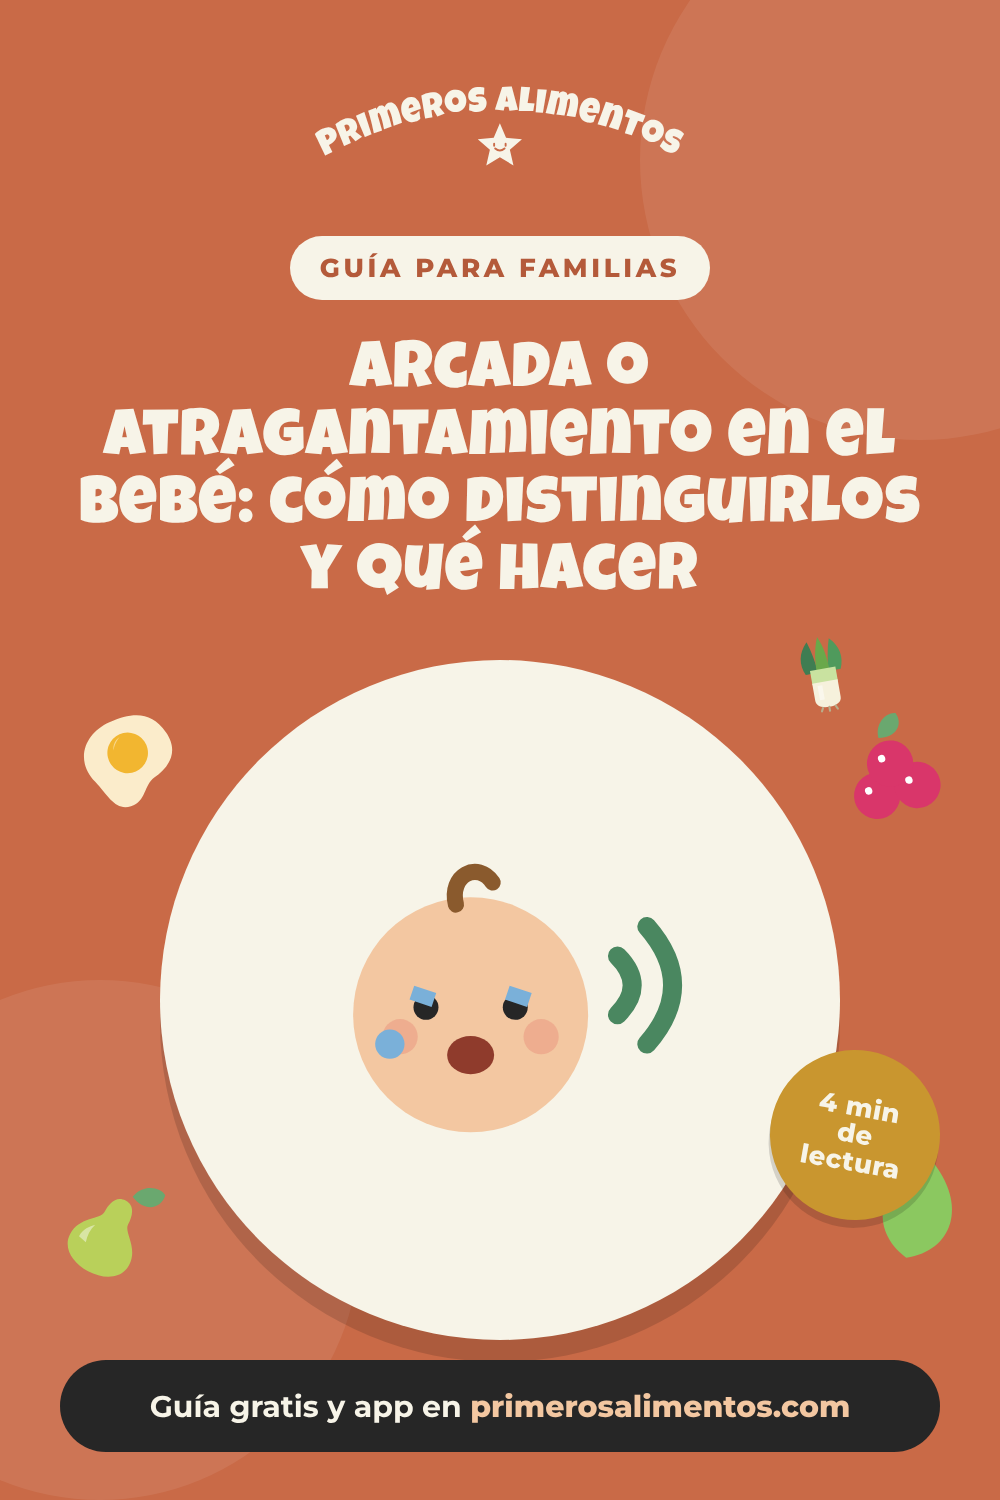 PRIMEROS ALIMENTOS
GUÍA PARA FAMILIAS
ARCADA O
ATRAGANTAMIENTO EN EL
BEBÉ: CÓMO DISTINGUIRLOS
Y QUÉ HACER
4 min
de
lectura
Guía gratis y app en primerosalimentos.com